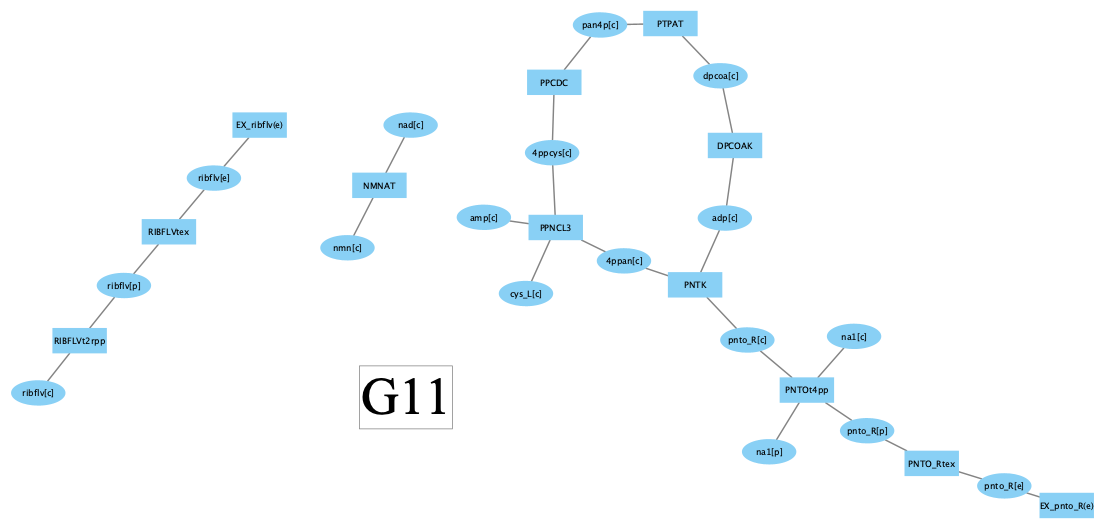 pan4p[c]
PTPAT
dpcoa[c]
PPCDC
EX_ribflv(e)
nad[c]
DPCOAK
4ppcys[c]
ribflv[e]
NMNAT
amp[c]
adp[c]
PPNCL3
RIBFLVtex
nmn[c]
4ppan[c]
ribflv[p]
PNTK
cys_L[c]
na1[c]
RIBFLVt2rpp
pnto_R[c]
ribflv[c]
PNTOt4pp
G11
pnto_R[p]
na1[p]
PNTO_Rtex
pnto_R[e]
EX_pnto_R(e)